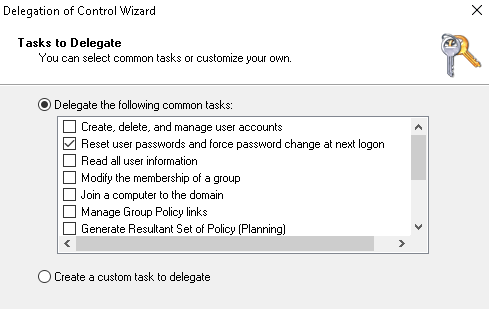 Delegation of Control Wizard
Tasks to Delegate
You can select common tasks or customize your own.
Delegate the following common tasks:
Create, delete, and manage user accounts
Reset user passwords and force password change at next logon
Read all user information
Modify the membership of a group
Join a computer to the domain
Manage Group Policy links
Generate Resultant Set of Policy (Planning)
Create a custom task to delegate